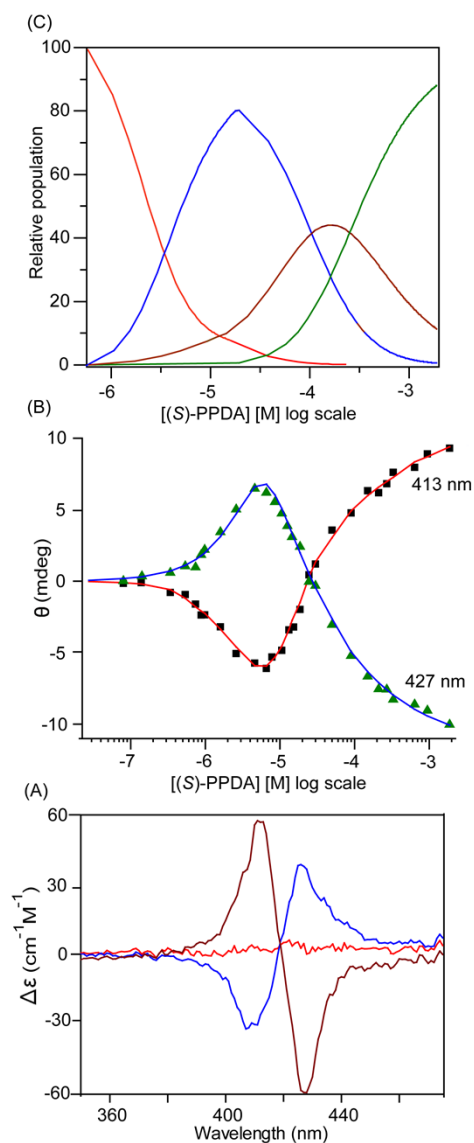 (C)
100
80
60
40
20
0
Relative population
-6 -5 -4 -3
[(S)-PPDA] [M] log scale
(B)
10
5
0
-5
-10
θ (mdeg)
413 nm
427 nm
-7 -6 -5 -4 -3 -2
[(S)-PPDA] [M] log scale
(A)
60
30
0
-30
-60
Δε (cm⁻¹M⁻¹)
360 400 440
Wavelength (nm)